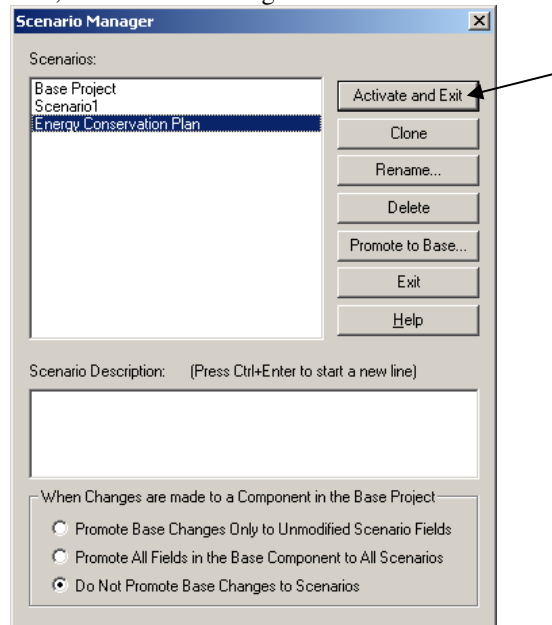 Scenario Manager
Scenarios:
Base Project
Scenario1
Energy Conservation Plan
Activate and Exit
Clone
Rename...
Delete
Promote to Base...
Exit
Help
Scenario Description: (Press Ctrl+Enter to start a new line)
When Changes are made to a Component in the Base Project
Promote Base Changes Only to Unmodified Scenario Fields
Promote All Fields in the Base Component to All Scenarios
Do Not Promote Base Changes to Scenarios